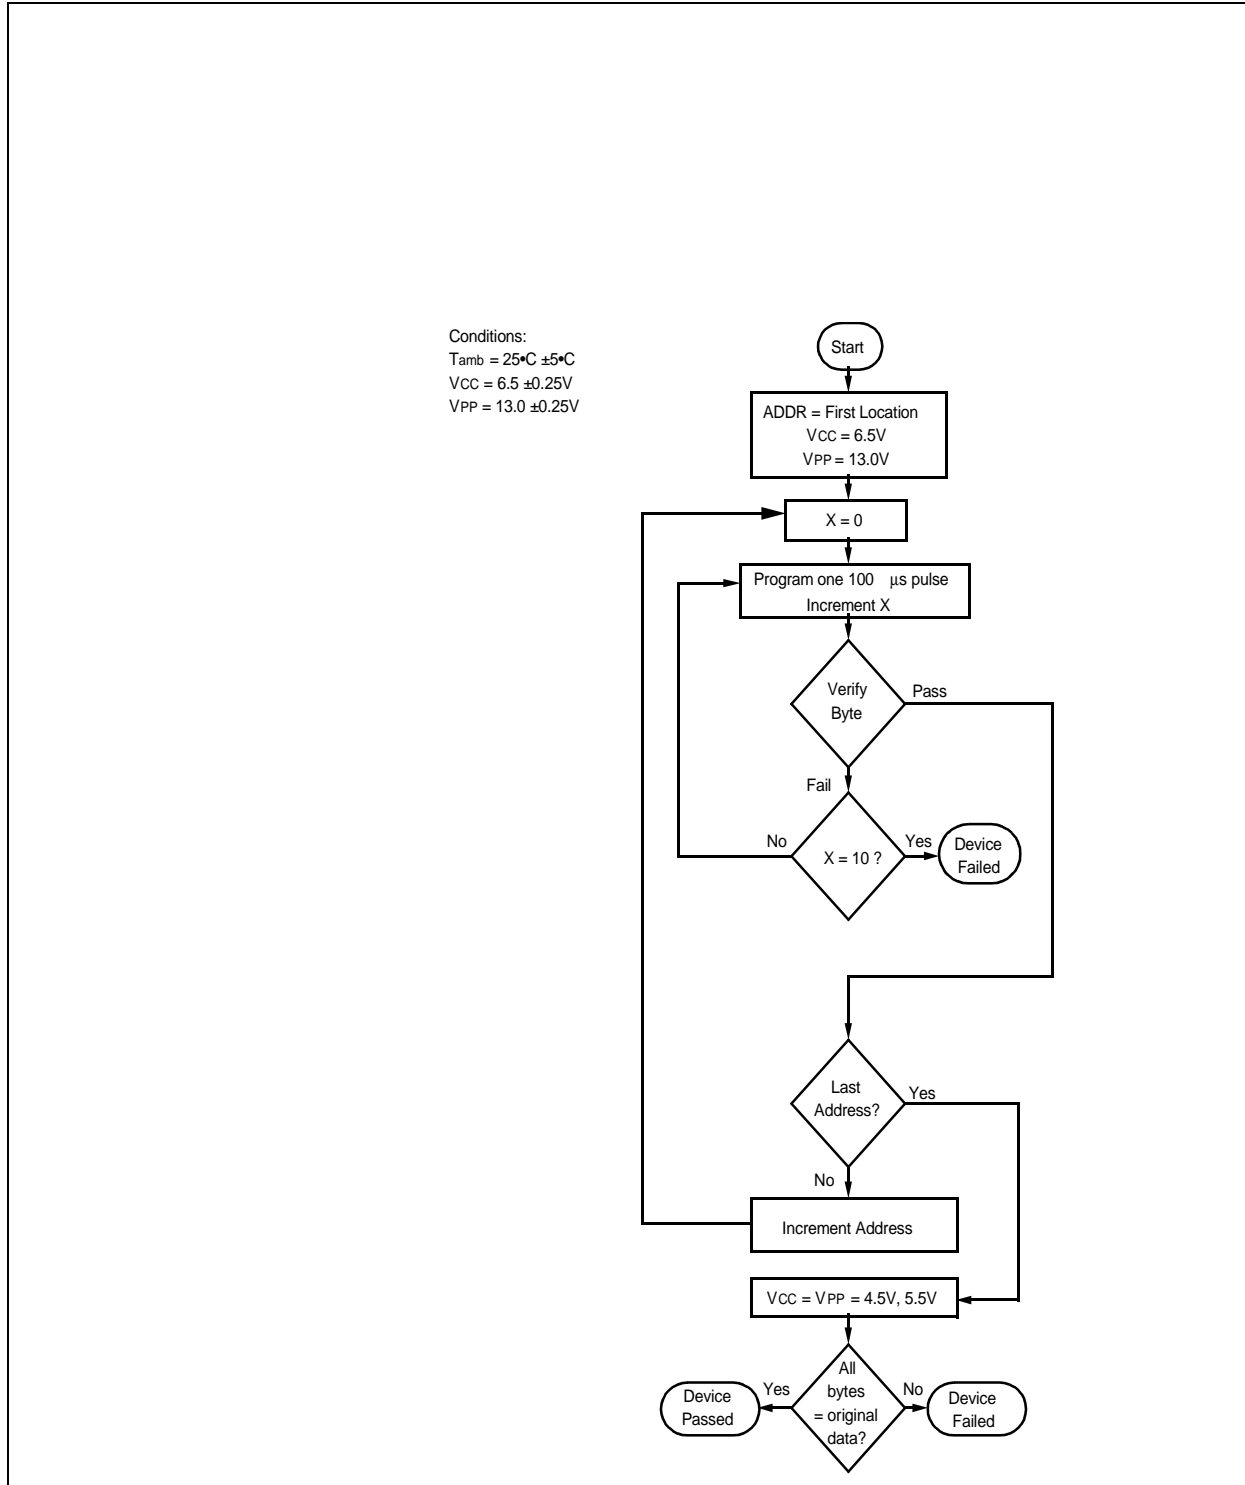 Conditions:
Tamb = 25•C ±5•C
VCC = 6.5 ±0.25V
VPP = 13.0 ±0.25V
Start
ADDR = First Location
VCC = 6.5V
VPP = 13.0V
X = 0
Program one 100 μs pulse
Increment X
Verify
Byte
Pass
Fail
No
X = 10 ?
Yes
Device
Failed
Last
Address?
Yes
No
Increment Address
VCC = VPP = 4.5V, 5.5V
Device
Passed
Yes
All
bytes
= original
data?
No
Device
Failed